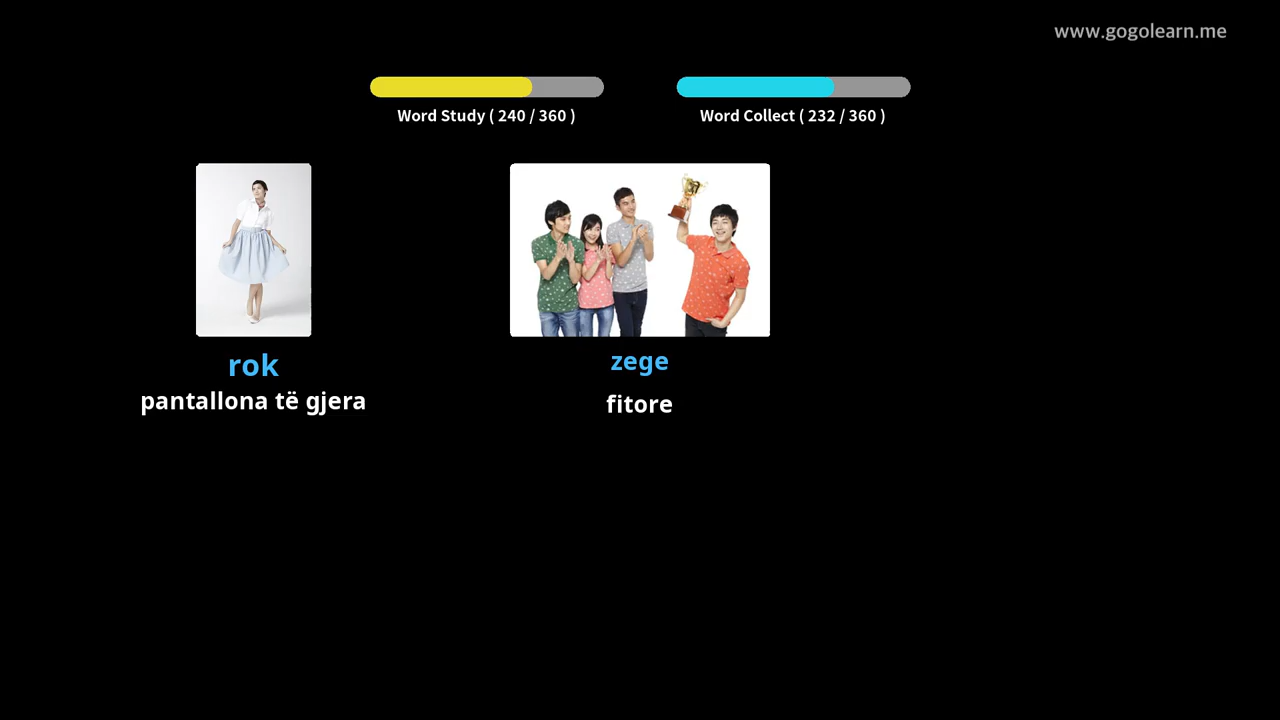 www.gogolearn.me
Word Study ( 240 / 360 )
Word Collect ( 232 / 360 )
rok
pantallona të gjera
zege
fitore